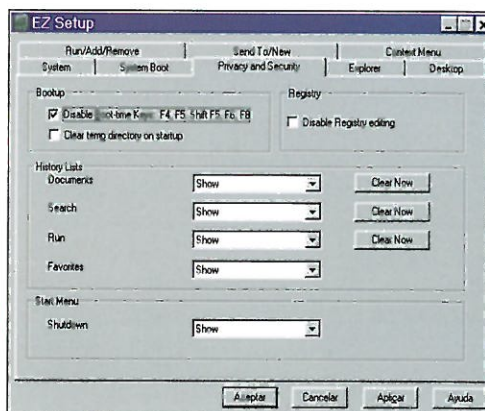 EZ Setup
Run/Add/Remove Send To/New Context Menu
System System Boot Privacy and Security Explorer Desktop
Bootup
Disable Boot-time Keys: F4, F5, Shift F5, F6, F8
Clear temp directory on startup
Registry
Disable Registry editing
History Lists
Documents Show Clear Now
Search Show Clear Now
Run Show Clear Now
Favorites Show
Start Menu
Shutdown Show
Aceptar Cancelar Aplicar Ayuda